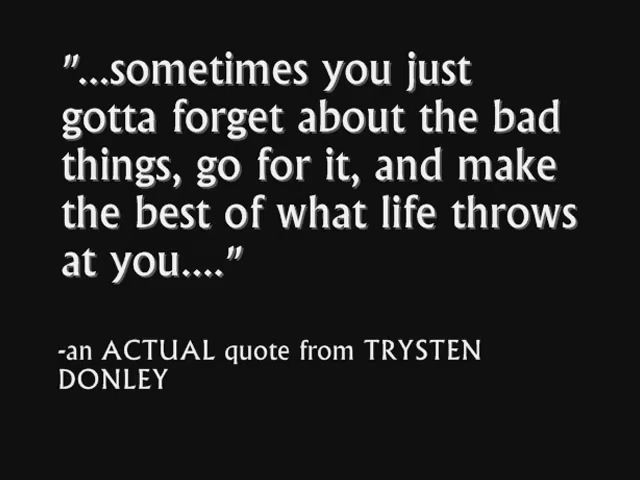 "...sometimes you just
gotta forget about the bad
things, go for it, and make
the best of what life throws
at you...."
-an ACTUAL quote from TRYSTEN
DONLEY